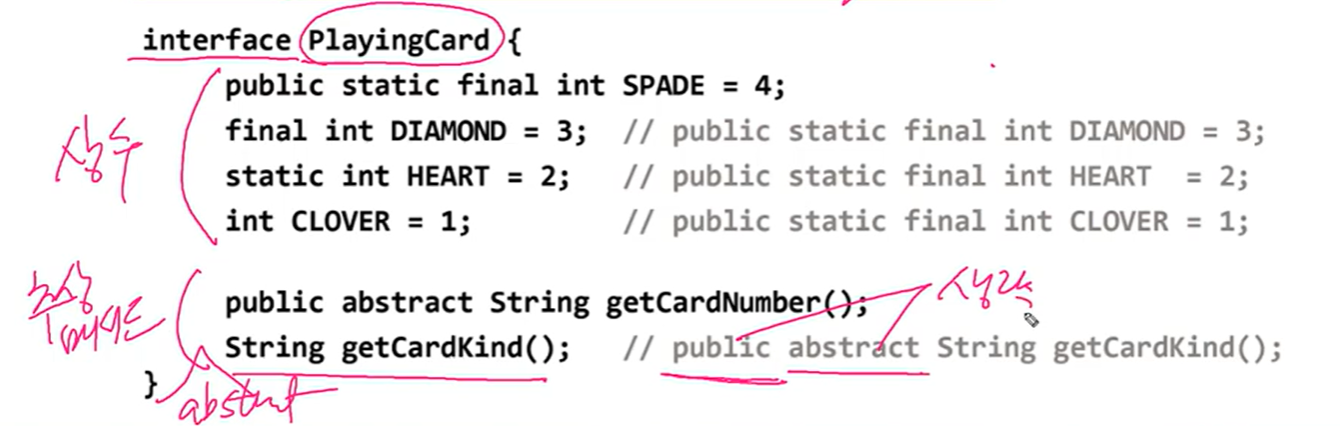 interface PlayingCard {
public static final int SPADE = 4;
상수
final int DIAMOND = 3; // public static final int DIAMOND = 3;
static int HEART = 2; // public static final int HEART = 2;
int CLOVER = 1; // public static final int CLOVER = 1;
추상
메서드
public abstract String getCardNumber();
생략
String getCardKind(); // public abstract String getCardKind();
}
abstract